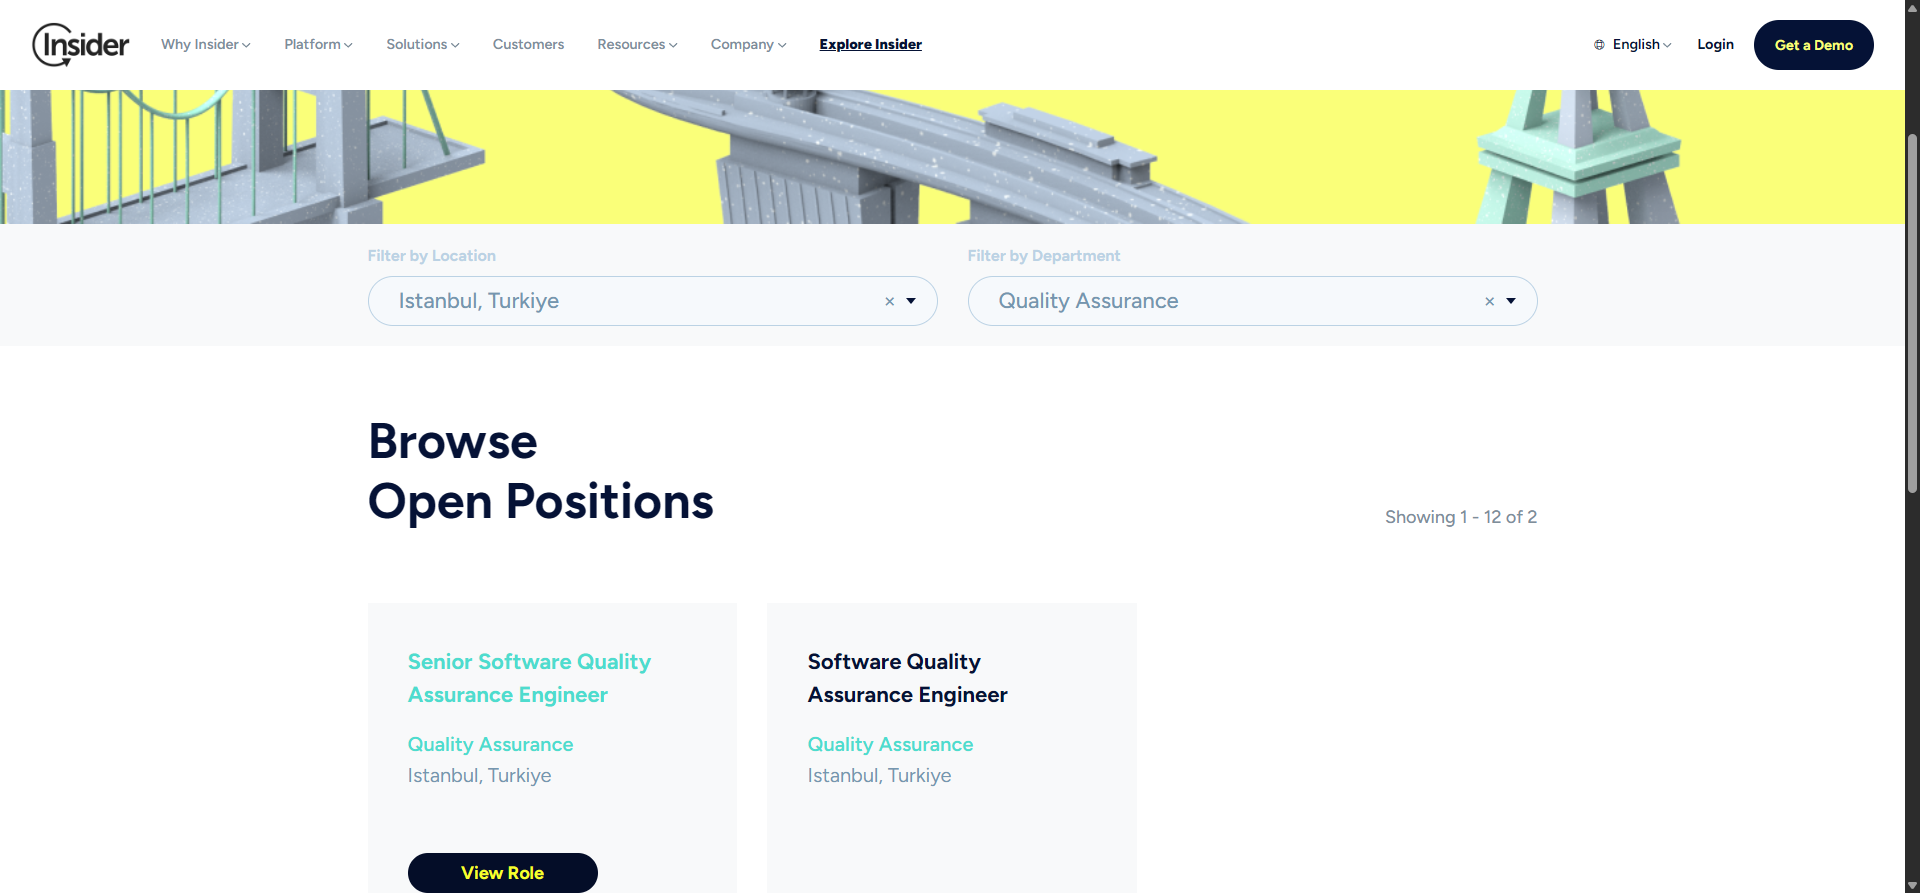 Insider
Why Insider
Platform
Solutions
Customers
Resources
Company
Explore Insider
English
Login
Get a Demo
Filter by Location
Filter by Department
Istanbul, Turkiye
×
Quality Assurance
×
Browse
Open Positions
Showing 1 - 12 of 2
Senior Software Quality
Assurance Engineer
Quality Assurance
Istanbul, Turkiye
View Role
Software Quality
Assurance Engineer
Quality Assurance
Istanbul, Turkiye